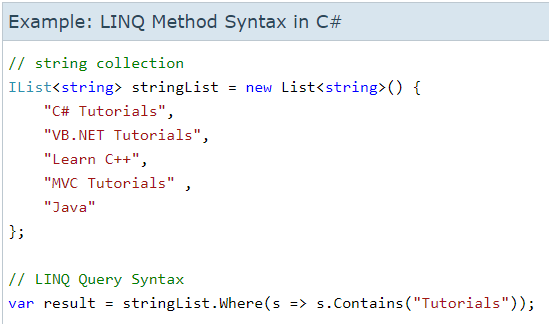 Example: LINQ Method Syntax in C#
// string collection
IList<string> stringList = new List<string>() {
    "C# Tutorials",
    "VB.NET Tutorials",
    "Learn C++",
    "MVC Tutorials" ,
    "Java"
};
// LINQ Query Syntax
var result = stringList.Where(s => s.Contains("Tutorials"));